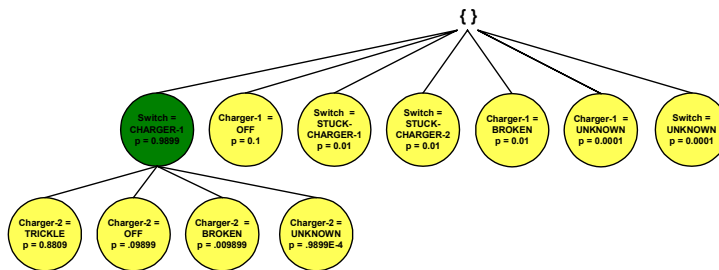 { }
Switch =
CHARGER-1
p = 0.9899
Charger-1 =
OFF
p = 0.1
Switch =
STUCK-
CHARGER-1
p = 0.01
Switch =
STUCK-
CHARGER-2
p = 0.01
Charger-1 =
BROKEN
p = 0.01
Charger-1 =
UNKNOWN
p = 0.0001
Switch =
UNKNOWN
p = 0.0001
Charger-2 =
TRICKLE
p = 0.8809
Charger-2 =
OFF
p = .09899
Charger-2 =
BROKEN
p = .009899
Charger-2 =
UNKNOWN
p = .9899E-4